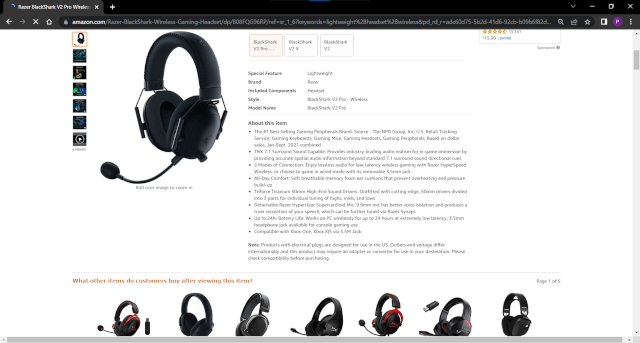 Razer BlackShark V2 Pro Wireless
amazon.com/Razer-BlackShark-Wireless-Gaming-Headset/dp/
BlackShark V2 Pro -...
BlackShark V2 X
BlackShark V2
Sponsored
Special Feature Lightweight
Brand Razer
Included Components Headset
Style BlackShark V2 Pro - Wireless
Model Name BlackShark V2 Pro
Roll over image to zoom in
About this item
The #1 Best-Selling Gaming Peripherals Brand: Source - The NPD Group, Inc. U.S. Retail Tracking
Service: Gaming Keyboards, Gaming Mice, Gaming Headsets, Gaming Peripherals: Based on dollar
sales, Jan-Sept. 2021 combined
THX 7.1 Surround Sound Capable: Provides industry-leading audio realism for in-game immersion by
providing accurate spatial audio information beyond standard 7.1 surround sound directional cues
2 Modes of Connection: Enjoy lossless audio for low-latency wireless gaming with Razer HyperSpeed
Wireless, or choose to game in wired mode with its removable 3.5mm jack
All-Day Comfort: Soft breathable memory foam ear cushions that prevent overheating and pressure
build-up
Triforce Titanium 50mm High-End Sound Drivers: Outfitted with cutting-edge, 50mm drivers divided
into 3 parts for individual tuning of highs, mids, and lows
Detachable Razer Hyperclear Supercardioid Mic: 9.9mm mic has better voice isolation and produces a
truer recreation of your speech, which can be further tuned via Razer Synapse
Up to 24hr Battery Life: Works on PC wirelessly for up to 24 hours at extremely low latency; 3.5mm
headphone jack available for console gaming use
Compatible with Xbox One, Xbox X|S via 3.5M Jack
Note: Products with electrical plugs are designed for use in the US. Outlets and voltage differ
internationally and this product may require an adapter or converter for use in your destination. Please
check compatibility before purchasing.
What other items do customers buy after viewing this item?
Page 1 of 5